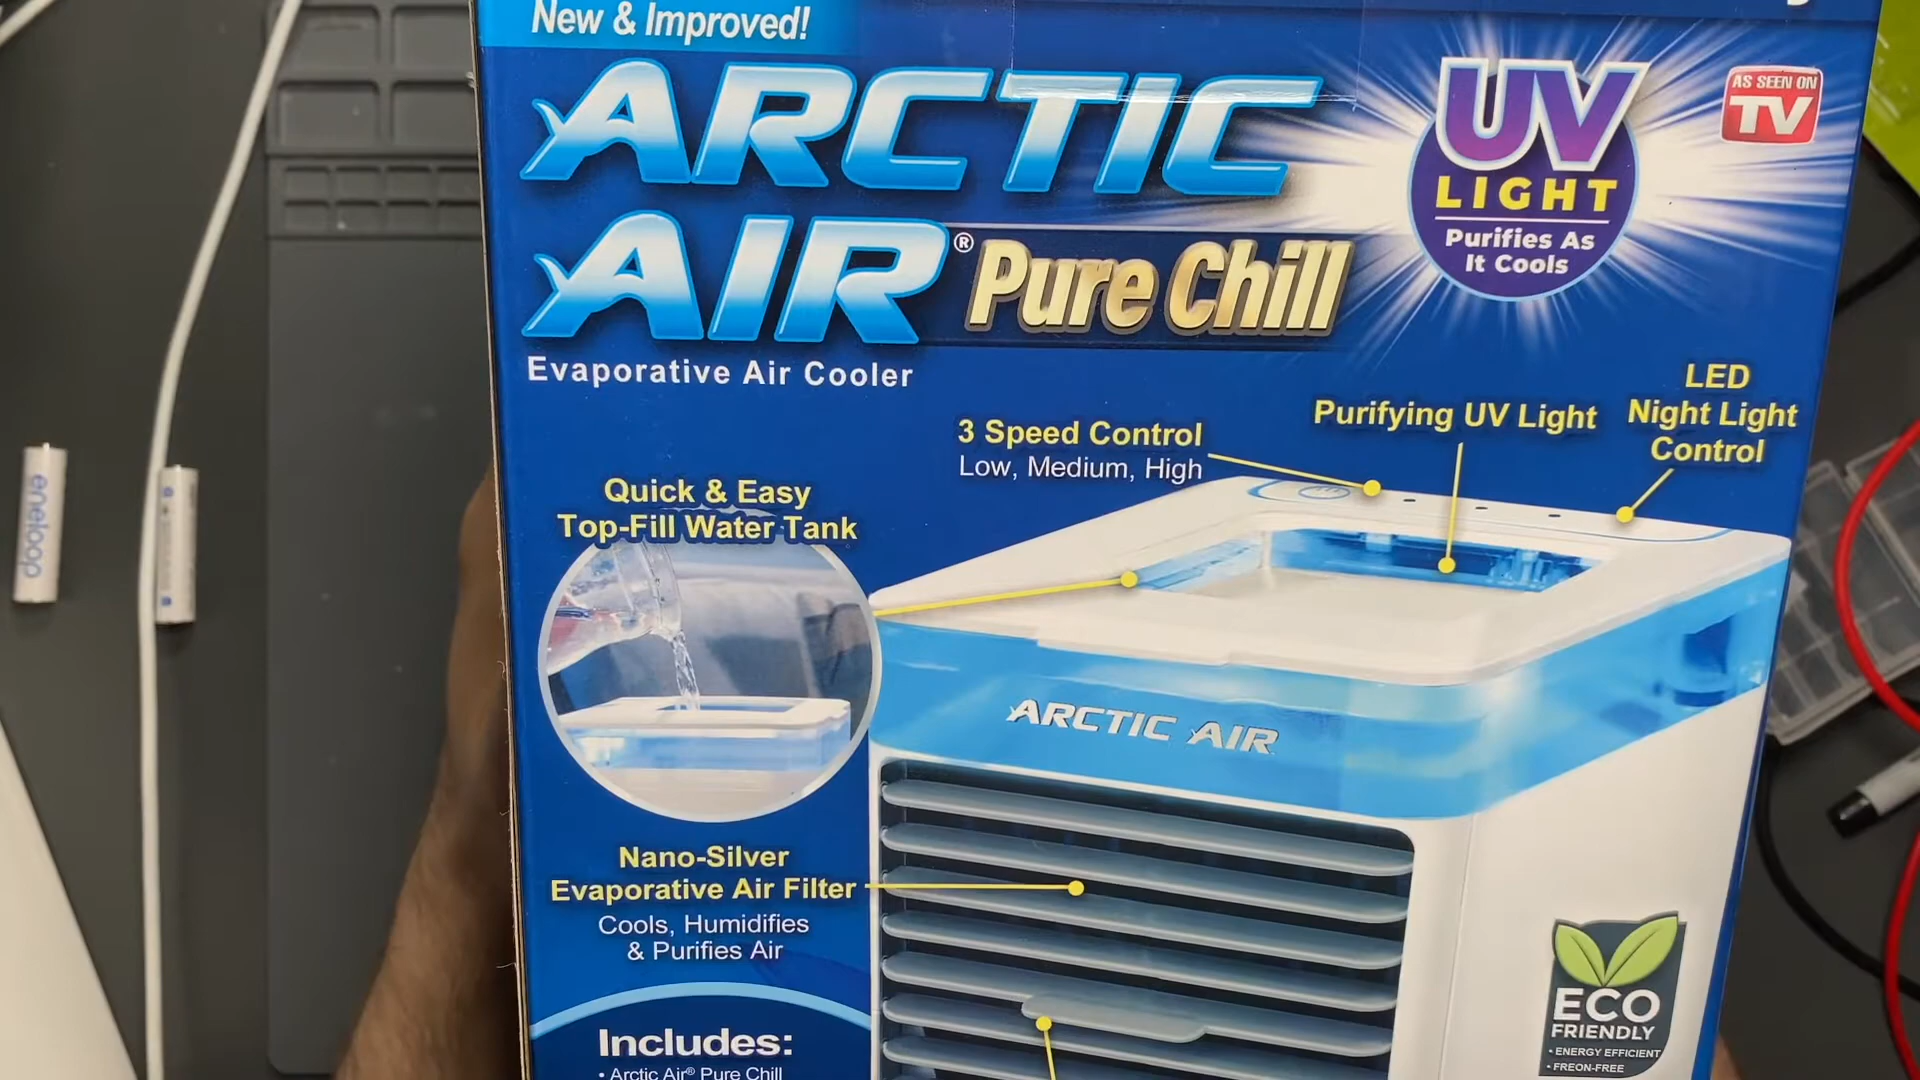 New & Improved!
ARCTIC
AIR® Pure Chill
Evaporative Air Cooler
UV
LIGHT
Purifies As
It Cools
AS SEEN ON
TV
LED
Night Light
Control
Purifying UV Light
3 Speed Control
Low, Medium, High
Quick & Easy
Top-Fill Water Tank
ARCTIC AIR
Nano-Silver
Evaporative Air Filter
Cools, Humidifies
& Purifies Air
Includes:
• Arctic Air® Pure Chill
ECO
FRIENDLY
• ENERGY EFFICIENT
• FREON-FREE
eneloop